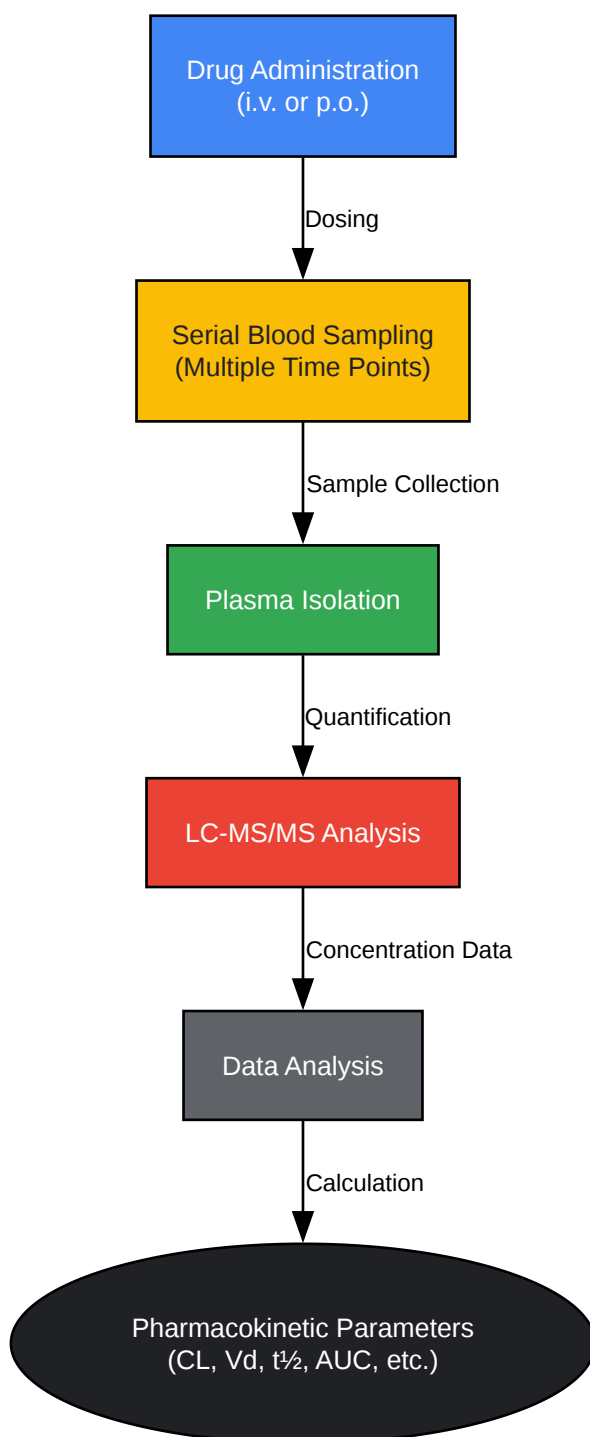 Drug Administration
(i.v. or p.o.)
Dosing
Serial Blood Sampling
(Multiple Time Points)
Sample Collection
Plasma Isolation
Quantification
LC-MS/MS Analysis
Concentration Data
Data Analysis
Calculation
Pharmacokinetic Parameters
(CL, Vd, t½, AUC, etc.)